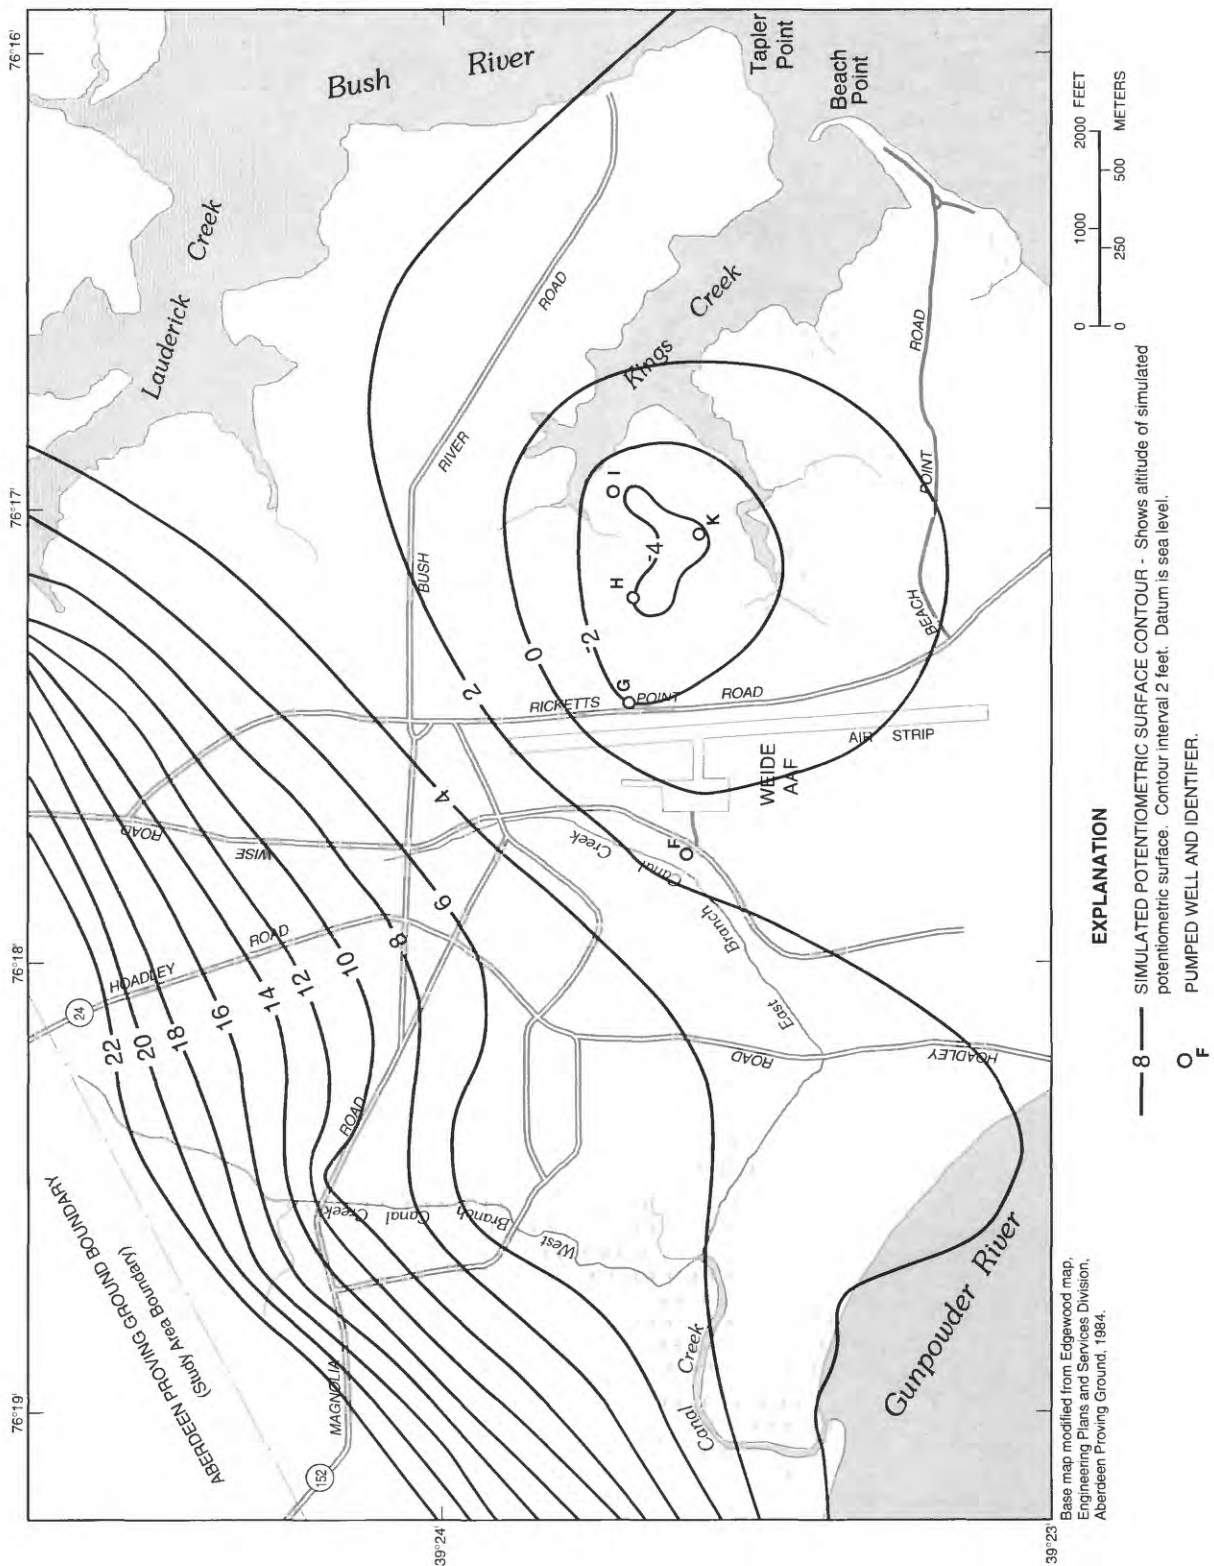 76°16'
76°17'
76°18'
76°19'
39°24'
39°23'
Bush River
Lauderick Creek
Kings Creek
Tapler
Point
Beach
Point
BUSH RIVER ROAD
RICKETTS POINT ROAD
BEACH POINT ROAD
AIR STRIP
WEIDE
AAF
WISE ROAD
HOADLEY ROAD
24
HOADLEY ROAD
MAGNOLIA ROAD
152
ABERDEEN PROVING GROUND BOUNDARY
(Study Area Boundary)
East Branch Canal Creek
West Branch Canal Creek
Canal Creek
Gunpowder River
22
20
18
16
14
12
10
8
6
4
2
0
-2
-4
F
G
H
I
K
0 1000 2000 FEET
0 250 500 METERS
Base map modified from Edgewood map,
Engineering Plans and Services Division,
Aberdeen Proving Ground, 1984.
EXPLANATION
8 SIMULATED POTENTIOMETRIC SURFACE CONTOUR - Shows altitude of simulated
potentiometric surface. Contour interval 2 feet. Datum is sea level.
F PUMPED WELL AND IDENTIFER.